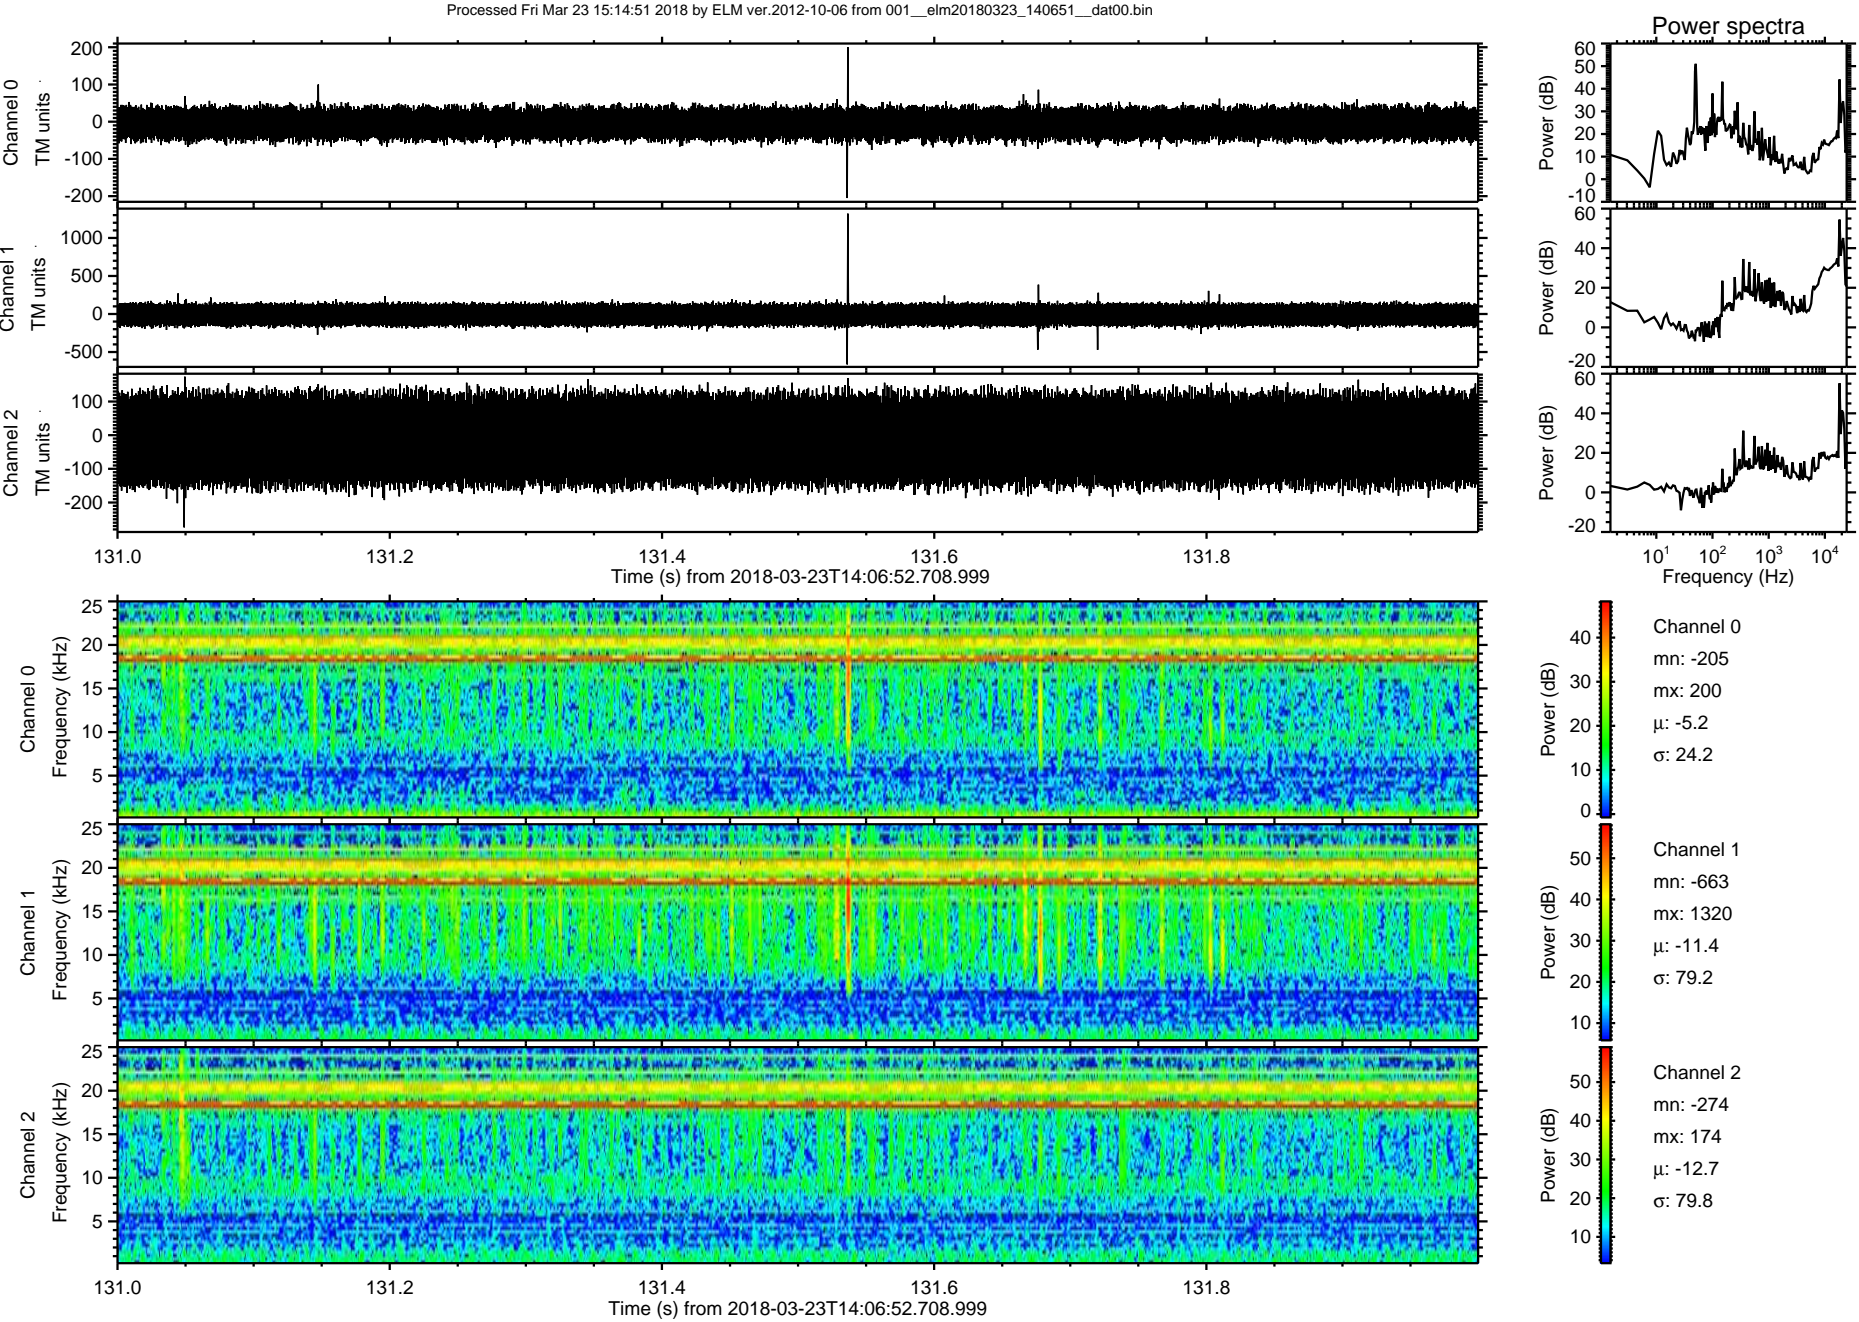 Processed Fri Mar 23 15:14:51 2018 by ELM ver.2012-10-06 from 001__elm20180323_140651__dat00.bin
Power spectra
Channel 0
TM units
200
100
0
-100
-200
Power (dB)
60
50
40
30
20
10
0
-10
Channel 1
TM units
1000
500
0
-500
Power (dB)
60
40
20
0
-20
Channel 2
TM units
100
0
-100
-200
Power (dB)
60
40
20
0
-20
131.0 131.2 131.4 131.6 131.8
Time (s) from 2018-03-23T14:06:52.708.999
10¹ 10² 10³ 10⁴
Frequency (Hz)
Channel 0
Frequency (kHz)
25
20
15
10
5
Power (dB)
40
30
20
10
0
Channel 0
mn: -205
mx: 200
μ: -5.2
σ: 24.2
Channel 1
Frequency (kHz)
25
20
15
10
5
Power (dB)
50
40
30
20
10
Channel 1
mn: -663
mx: 1320
μ: -11.4
σ: 79.2
Channel 2
Frequency (kHz)
25
20
15
10
5
Power (dB)
50
40
30
20
10
Channel 2
mn: -274
mx: 174
μ: -12.7
σ: 79.8
131.0 131.2 131.4 131.6 131.8
Time (s) from 2018-03-23T14:06:52.708.999